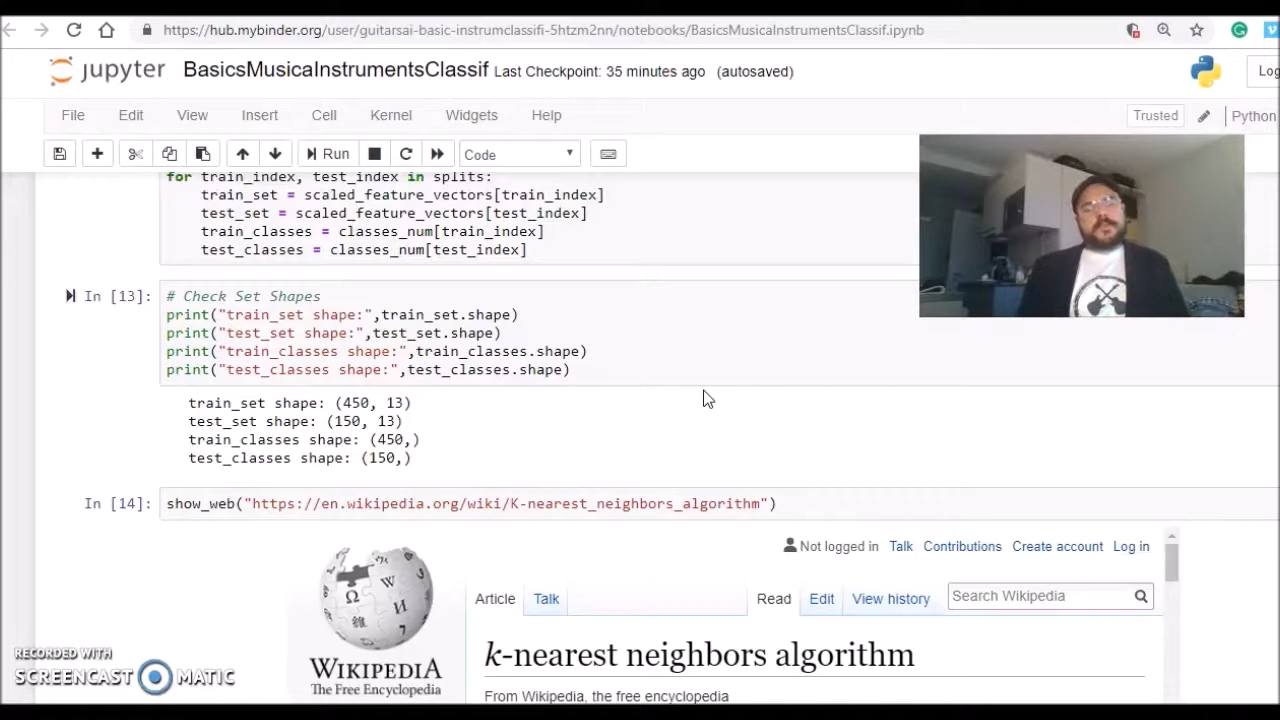 https://hub.mybinder.org/user/guitarsai-basic-instrumclassifi-5htzm2nn/notebooks/BasicsMusicalInstrumentsClassif.ipynb
jupyter BasicsMusicalInstrumentsClassif Last Checkpoint: 35 minutes ago (autosaved)
File Edit View Insert Cell Kernel Widgets Help Trusted Python
Run Code
for train_index, test_index in splits:
train_set = scaled_feature_vectors[train_index]
test_set = scaled_feature_vectors[test_index]
train_classes = classes_num[train_index]
test_classes = classes_num[test_index]
In [13]: # Check Set Shapes
print("train_set shape:",train_set.shape)
print("test_set shape:",test_set.shape)
print("train_classes shape:",train_classes.shape)
print("test_classes shape:",test_classes.shape)
train_set shape: (450, 13)
test_set shape: (150, 13)
train_classes shape: (450,)
test_classes shape: (150,)
In [14]: show_web("https://en.wikipedia.org/wiki/K-nearest_neighbors_algorithm")
Not logged in Talk Contributions Create account Log in
Article Talk Read Edit View history Search Wikipedia
k-nearest neighbors algorithm
WIKIPEDIA
The Free Encyclopedia
From Wikipedia, the free encyclopedia
RECORDED WITH
SCREENCAST MATIC